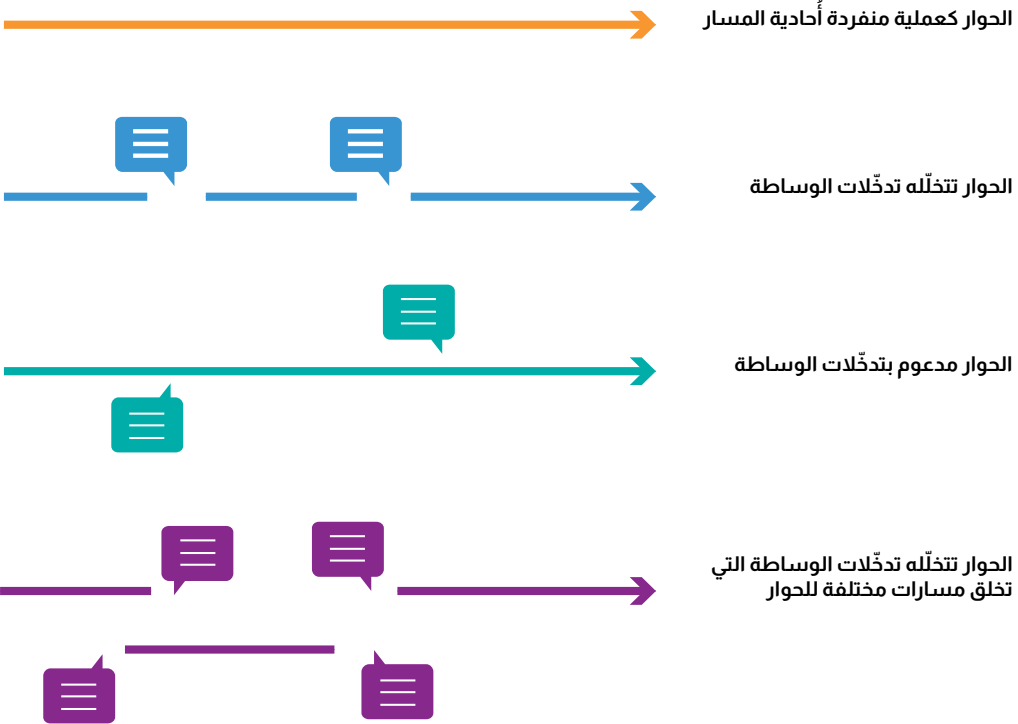 الحوار كعملية منفردة أُحادية المسار
الحوار تتخلّله تدخّلات الوساطة
الحوار مدعوم بتدخّلات الوساطة
الحوار تتخلّله تدخّلات الوساطة التي
تخلق مسارات مختلفة للحوار